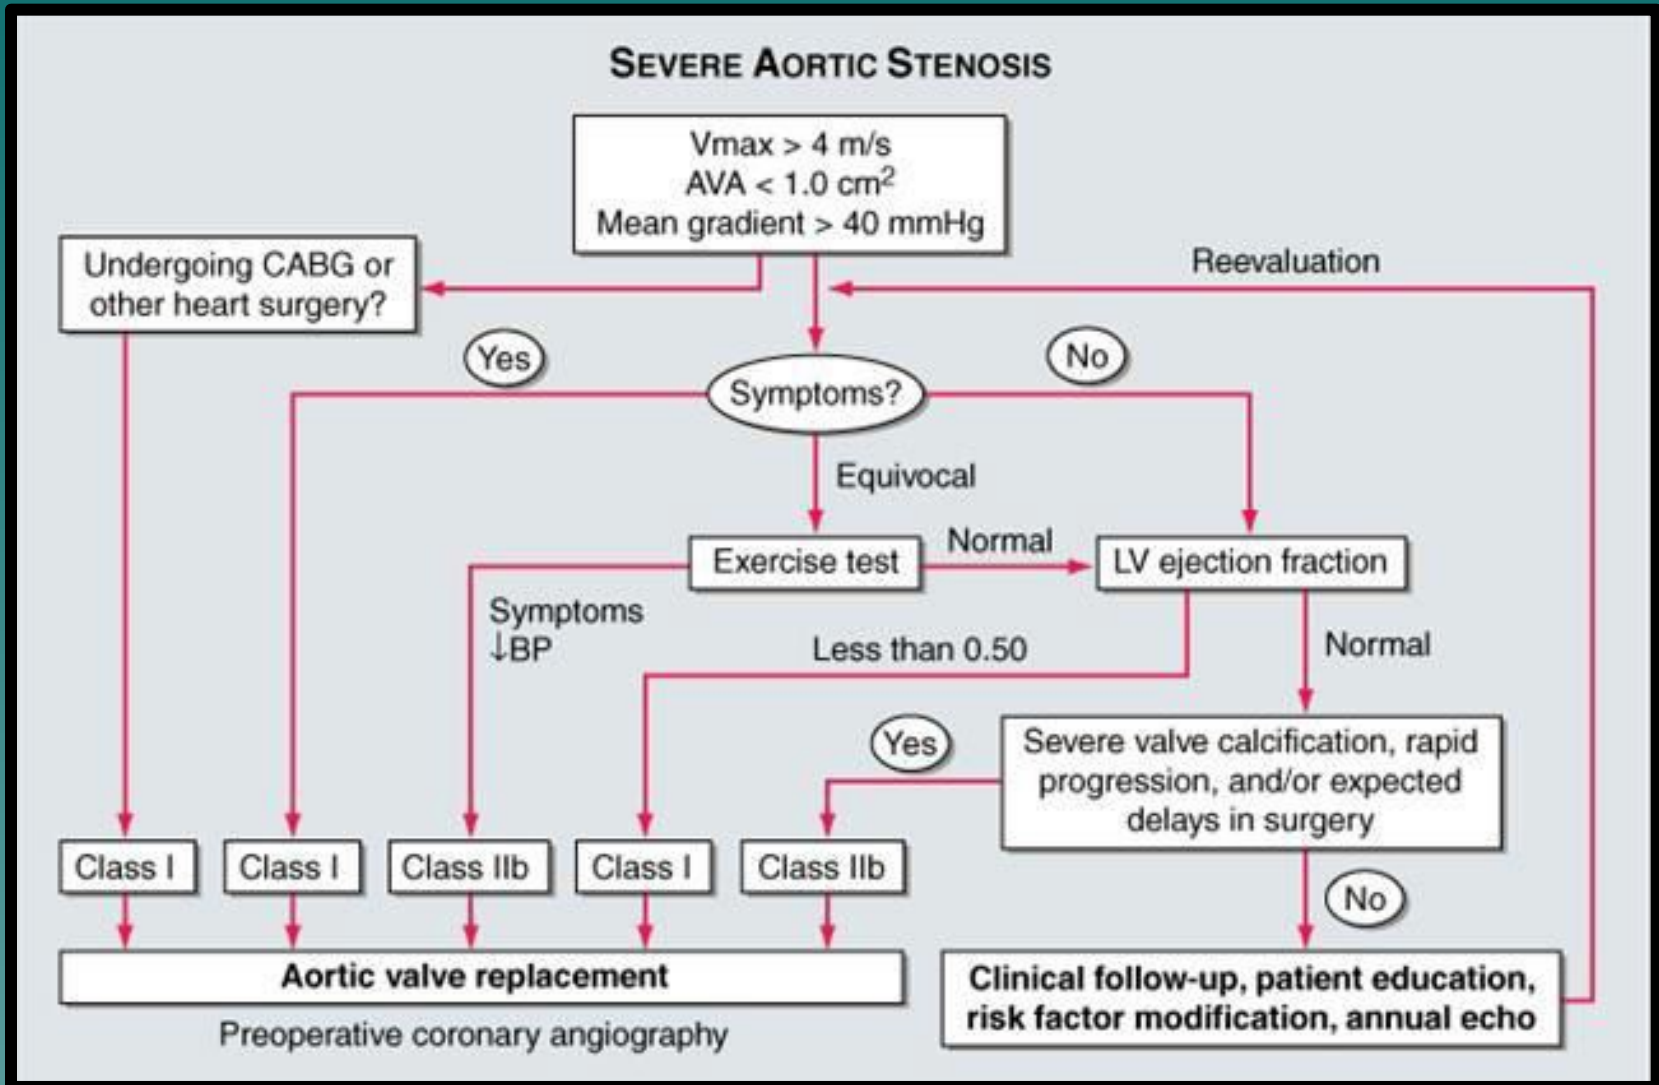 SEVERE AORTIC STENOSIS
Vmax > 4 m/s
AVA < 1.0 cm²
Mean gradient > 40 mmHg
Undergoing CABG or
other heart surgery?
Reevaluation
Yes
No
Symptoms?
Equivocal
Exercise test
Normal
LV ejection fraction
Symptoms
↓BP
Less than 0.50
Normal
Yes
Severe valve calcification, rapid
progression, and/or expected
delays in surgery
Class I
Class I
Class IIb
Class I
Class IIb
No
Aortic valve replacement
Clinical follow-up, patient education,
risk factor modification, annual echo
Preoperative coronary angiography